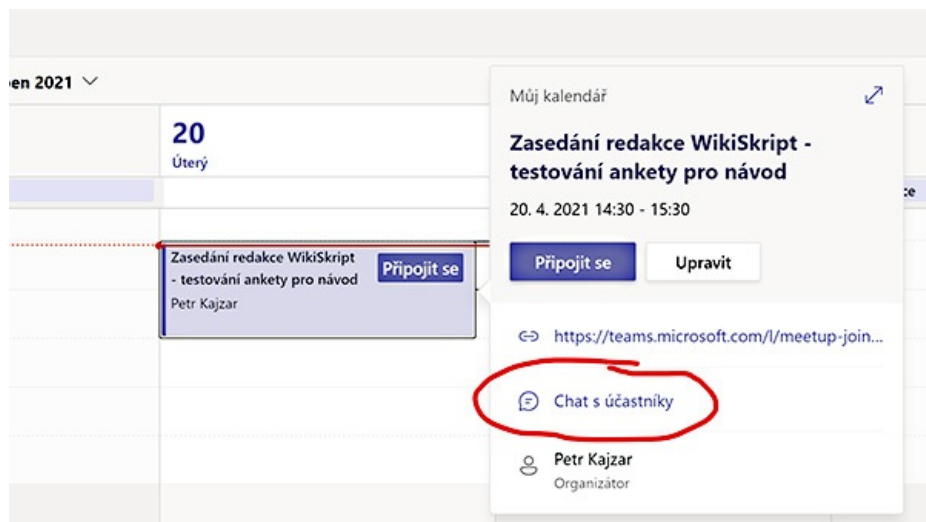 en 2021
20
Úterý
Zasedání redakce WikiSkript
- testování ankety pro návod
Petr Kajzar
Připojit se
Můj kalendář
Zasedání redakce WikiSkript -
testování ankety pro návod
20. 4. 2021 14:30 - 15:30
Připojit se
Upravit
https://teams.microsoft.com/l/meetup-join...
Chat s účastníky
Petr Kajzar
Organizátor